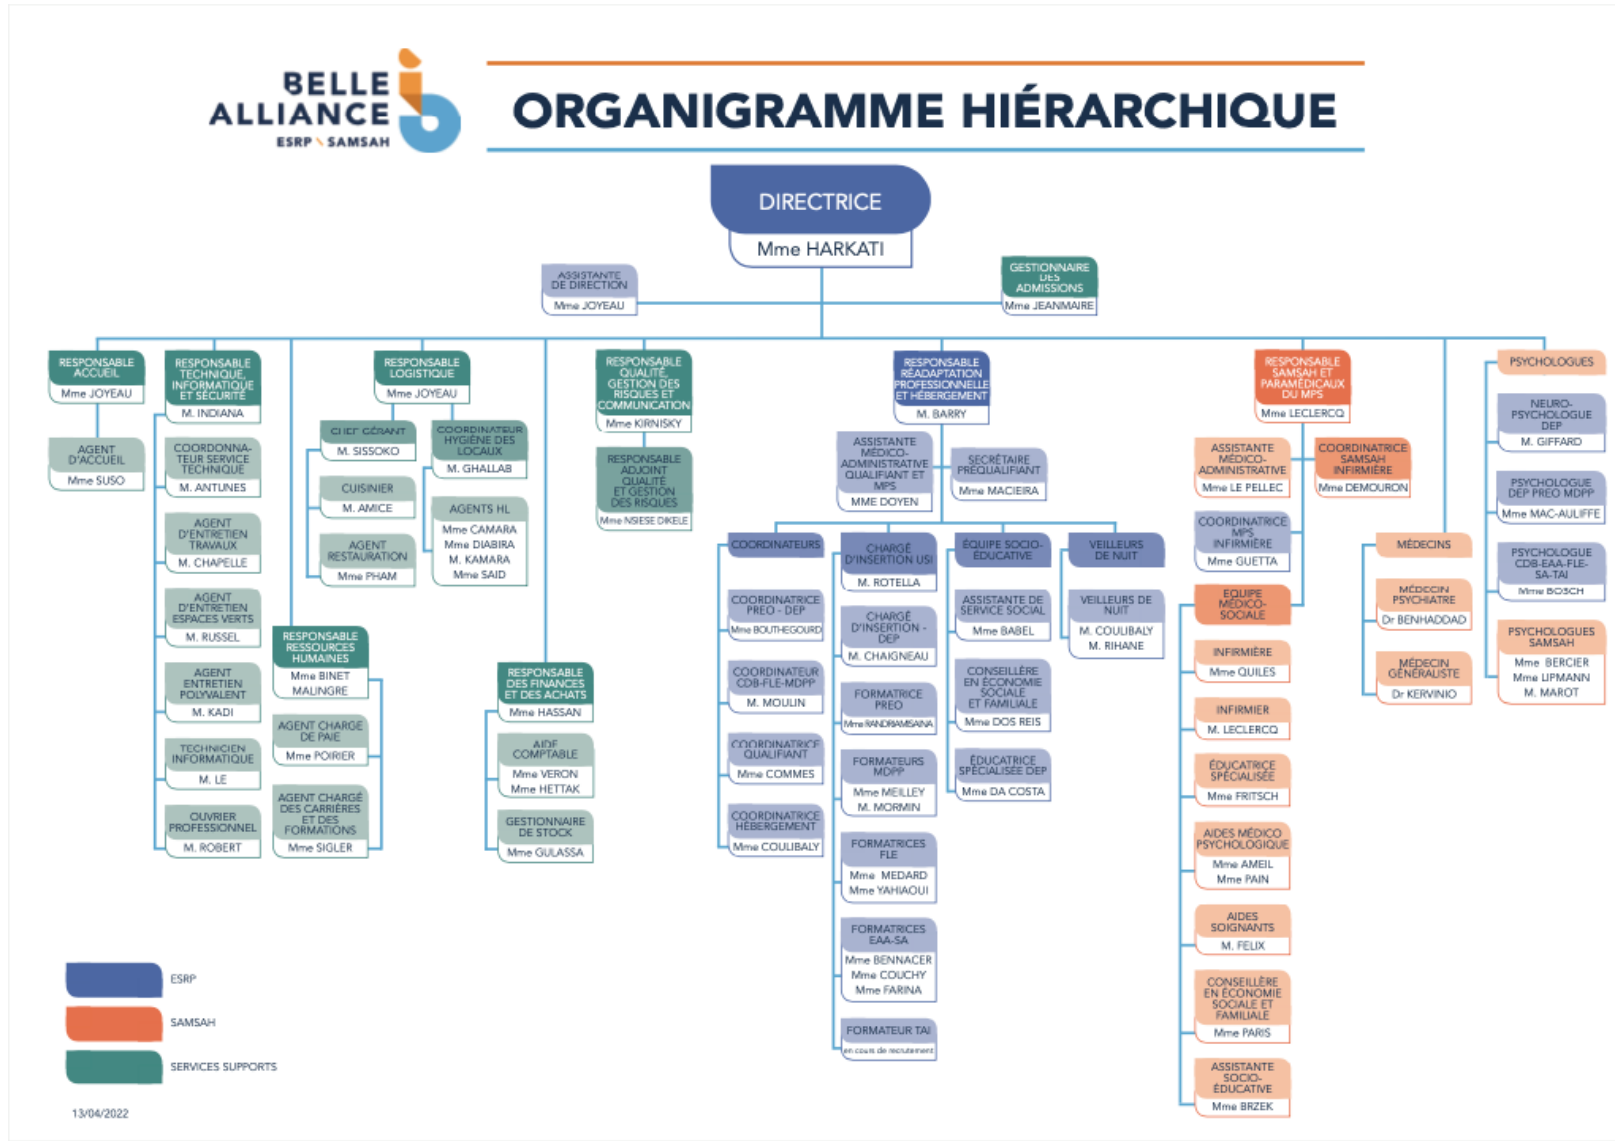 BELLE
ALLIANCE
ESRP \ SAMSAH
ORGANIGRAMME HIÉRARCHIQUE
DIRECTRICE
Mme HARKATI
ASSISTANTE
DE DIRECTION
Mme JOYEAU
GESTIONNAIRE
DES
ADMISSIONS
Mme JEANMAIRE
RESPONSABLE
ACCUEIL
Mme JOYEAU
AGENT
D'ACCUEIL
Mme SUSO
RESPONSABLE
TECHNIQUE,
INFORMATIQUE
ET SÉCURITÉ
M. INDIANA
COORDONNA-
TEUR SERVICE
TECHNIQUE
M. ANTUNES
AGENT
D'ENTRETIEN
TRAVAUX
M. CHAPELLE
AGENT
D'ENTRETIEN
ESPACES VERTS
M. RUSSEL
AGENT
ENTRETIEN
POLYVALENT
M. KADI
TECHNICIEN
INFORMATIQUE
M. LE
OUVRIER
PROFESSIONNEL
M. ROBERT
RESPONSABLE
RESSOURCES
HUMAINES
Mme BINET
MALINGRE
AGENT CHARGE
DE PAIE
Mme POIRIER
AGENT CHARGÉ
DES CARRIÈRES
ET DES
FORMATIONS
Mme SIGLER
RESPONSABLE
LOGISTIQUE
Mme JOYEAU
CHEF GÉRANT
M. SISSOKO
CUISINIER
M. AMICE
AGENT
RESTAURATION
Mme PHAM
COORDINATEUR
HYGIÈNE DES
LOCAUX
M. GHALLAB
AGENTS HL
Mme CAMARA
Mme DIABIRA
M. KAMARA
Mme SAID
RESPONSABLE
DES FINANCES
ET DES ACHATS
Mme HASSAN
AIDE
COMPTABLE
Mme VERON
Mme HETTAK
GESTIONNAIRE
DE STOCK
Mme GULASSA
RESPONSABLE
QUALITÉ,
GESTION DES
RISQUES ET
COMMUNICATION
Mme KIRNISKY
RESPONSABLE
ADJOINT
QUALITÉ
ET GESTION
DES RISQUES
Mme NSIESE DIKELE
RESPONSABLE
RÉADAPTATION
PROFESSIONNELLE
ET HÉBERGEMENT
M. BARRY
ASSISTANTE
MÉDICO-
ADMINISTRATIVE
QUALIFIANT ET
MPS
MME DOYEN
SECRÉTAIRE
PRÉQUALIFIANT
Mme MACIEIRA
COORDINATEURS
COORDINATRICE
PREO - DEP
Mme BOUTHEGOURD
COORDINATEUR
CDB-FLE-MDPP
M. MOULIN
COORDINATRICE
QUALIFIANT
Mme COMMES
COORDINATRICE
HÉBERGEMENT
Mme COULIBALY
CHARGÉ
D'INSERTION USI
M. ROTELLA
CHARGÉ
D'INSERTION -
DEP
M. CHAIGNEAU
FORMATRICE
PREO
Mme RANDRIAMSAINA
FORMATEURS
MDPP
Mme MEILLEY
M. MORMIN
FORMATRICES
FLE
Mme MEDARD
Mme YAHIAOUI
FORMATRICES
EAA-SA
Mme BENNACER
Mme COUCHY
Mme FARINA
FORMATEUR TAI
en cours de recrutement
ÉQUIPE SOCIO-
ÉDUCATIVE
ASSISTANTE DE
SERVICE SOCIAL
Mme BABEL
CONSEILLÈRE
EN ÉCONOMIE
SOCIALE
ET FAMILIALE
Mme DOS REIS
ÉDUCATRICE
SPÉCIALISÉE DEP
Mme DA COSTA
VEILLEURS
DE NUIT
VEILLEURS DE
NUIT
M. COULIBALY
M. RIHANE
RESPONSABLE
SAMSAH ET
PARAMÉDICAUX
DU MPS
Mme LECLERCQ
ASSISTANTE
MÉDICO-
ADMINISTRATIVE
Mme LE PELLEC
COORDINATRICE
SAMSAH
INFIRMIÈRE
Mme DEMOURON
COORDINATRICE
MPS
INFIRMIÈRE
Mme GUETTA
EQUIPE
MÉDICO-
SOCIALE
INFIRMIÈRE
Mme QUILES
INFIRMIER
M. LECLERCQ
ÉDUCATRICE
SPÉCIALISÉE
Mme FRITSCH
AIDES MÉDICO
PSYCHOLOGIQUE
Mme AMEIL
Mme PAIN
AIDES
SOIGNANTS
M. FELIX
CONSEILLÈRE
EN ÉCONOMIE
SOCIALE ET
FAMILIALE
Mme PARIS
ASSISTANTE
SOCIO-
ÉDUCATIVE
Mme BRZEK
MÉDECINS
MÉDECIN
PSYCHIATRE
Dr BENHADDAD
MÉDECIN
GÉNÉRALISTE
Dr KERVINIO
PSYCHOLOGUES
NEURO-
PSYCHOLOGUE
DEP
M. GIFFARD
PSYCHOLOGUE
DEP PREO MDPP
Mme MAC-AULIFFE
PSYCHOLOGUE
CDB-EAA-FLE-
SA-TAI
Mme BOSCH
PSYCHOLOGUES
SAMSAH
Mme BERCIER
Mme LIPMANN
M. MAROT
ESRP
SAMSAH
SERVICES SUPPORTS
13/04/2022